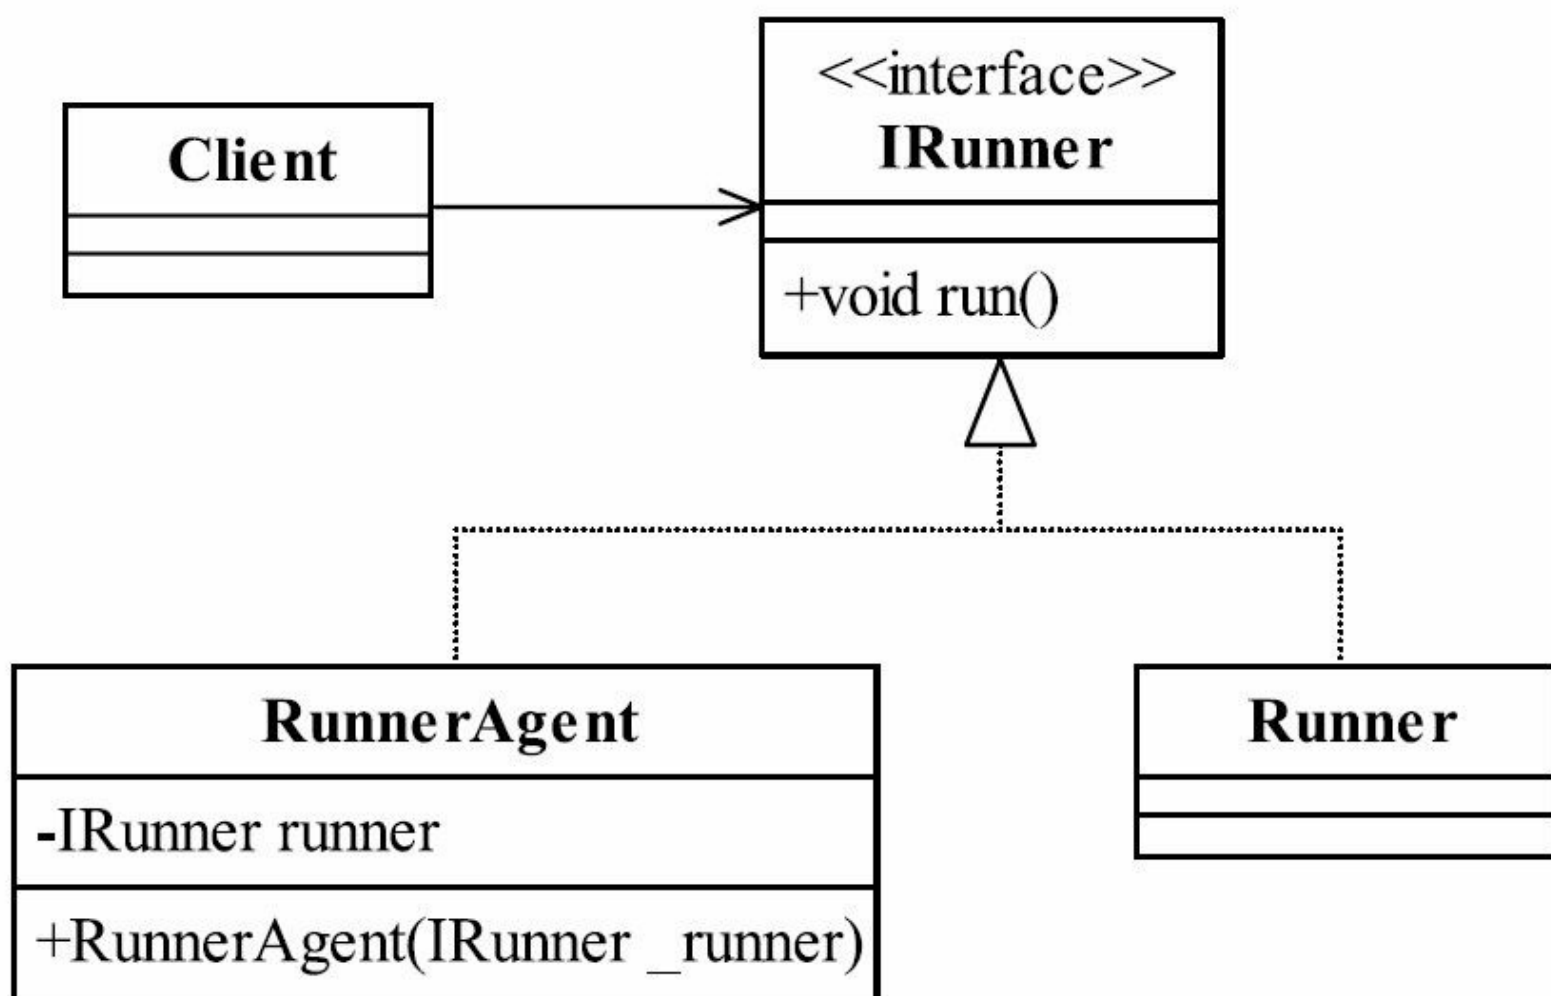 Client
<<interface>>
IRunner
+void run()
RunnerAgent
-IRunner runner
+RunnerAgent(IRunner _runner)
Runner